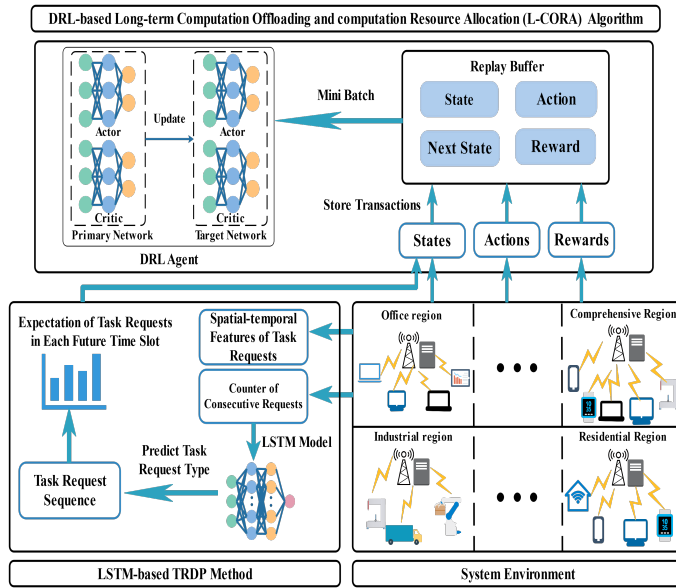 DRL-based Long-term Computation Offloading and computation Resource Allocation (L-CORA) Algorithm
Actor
Critic
Primary Network
Update
Actor
Critic
Target Network
DRL Agent
Mini Batch
Replay Buffer
State
Action
Next State
Reward
Store Transactions
States
Actions
Rewards
Expectation of Task Requests
in Each Future Time Slot
Spatial-temporal
Features of Task
Requests
Counter of
Consecutive Requests
LSTM Model
Predict Task
Request Type
Task Request
Sequence
LSTM-based TRDP Method
Office region
Comprehensive Region
10
35
Industrial region
Residential Region
10
35
System Environment